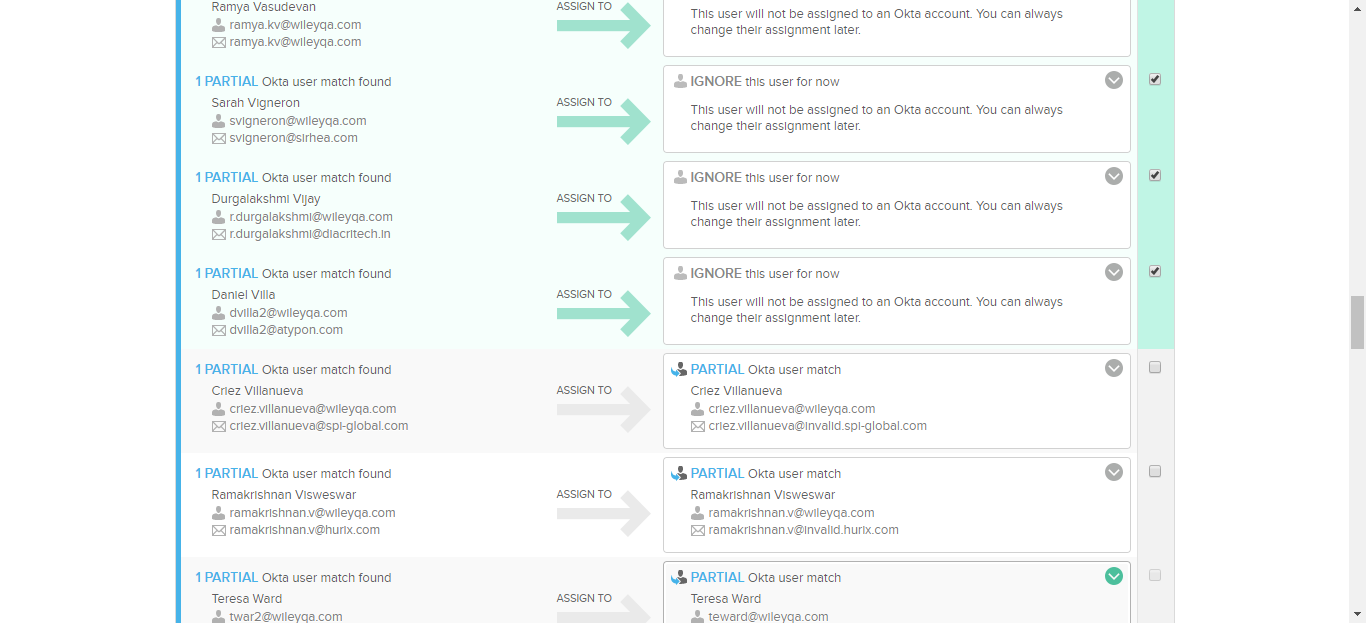 Ramya Vasudevan
ramya.kv@wileyqa.com
ramya.kv@wileyqa.com
ASSIGN TO
This user will not be assigned to an Okta account. You can always
change their assignment later.
1 PARTIAL Okta user match found
Sarah Vigneron
svigneron@wileyqa.com
svigneron@sirhea.com
ASSIGN TO
IGNORE this user for now
This user will not be assigned to an Okta account. You can always
change their assignment later.
1 PARTIAL Okta user match found
Durgalakshmi Vijay
r.durgalakshmi@wileyqa.com
r.durgalakshmi@diacritech.in
ASSIGN TO
IGNORE this user for now
This user will not be assigned to an Okta account. You can always
change their assignment later.
1 PARTIAL Okta user match found
Daniel Villa
dvilla2@wileyqa.com
dvilla2@atypon.com
ASSIGN TO
IGNORE this user for now
This user will not be assigned to an Okta account. You can always
change their assignment later.
1 PARTIAL Okta user match found
Criez Villanueva
criez.villanueva@wileyqa.com
criez.villanueva@spi-global.com
ASSIGN TO
PARTIAL Okta user match
Criez Villanueva
criez.villanueva@wileyqa.com
criez.villanueva@invalid.spi-global.com
1 PARTIAL Okta user match found
Ramakrishnan Visweswar
ramakrishnan.v@wileyqa.com
ramakrishnan.v@hurix.com
ASSIGN TO
PARTIAL Okta user match
Ramakrishnan Visweswar
ramakrishnan.v@wileyqa.com
ramakrishnan.v@invalid.hurix.com
1 PARTIAL Okta user match found
Teresa Ward
twar2@wileyqa.com
ASSIGN TO
PARTIAL Okta user match
Teresa Ward
teward@wileyqa.com